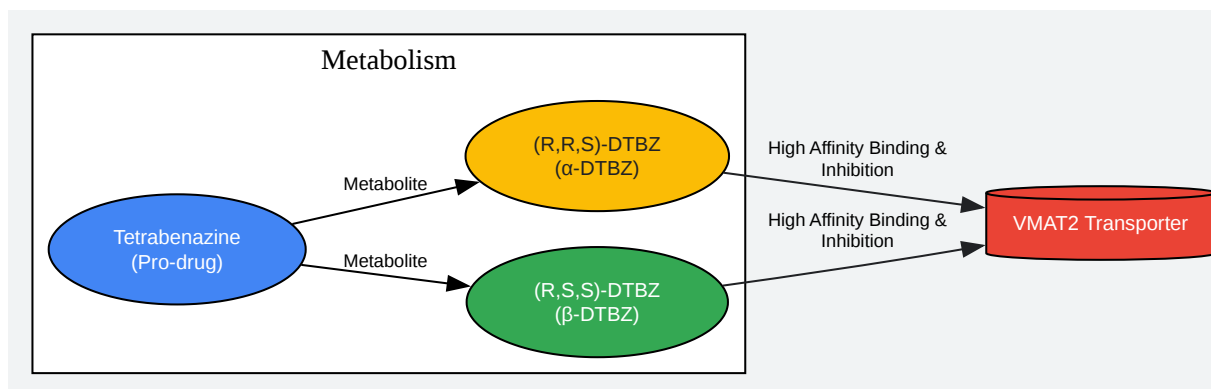 Metabolism
Tetrabenazine
(Pro-drug)
Metabolite
Metabolite
(R,R,S)-DTBZ
(α-DTBZ)
(R,S,S)-DTBZ
(β-DTBZ)
High Affinity Binding &
Inhibition
High Affinity Binding &
Inhibition
VMAT2 Transporter